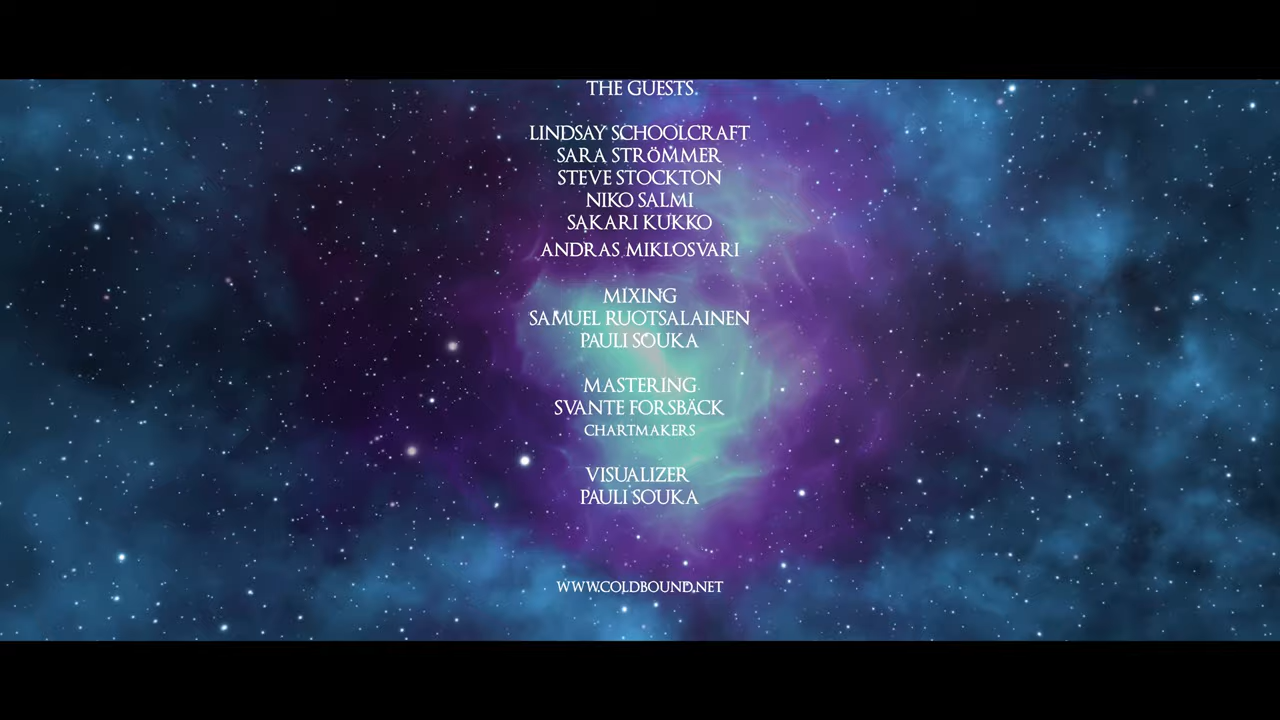 THE GUESTS.
LINDSAY SCHOOLCRAFT
SARA STRÖMMER
STEVE STOCKTON
NIKO SALMI
SAKARI KUKKO
ANDRAS MIKLOSVARI
MIXING
SAMUEL RUOTSALAINEN
PAULI SOUKA
MASTERING
SVANTE FORSBÄCK
CHARTMAKERS
VISUALIZER
PAULI SOUKA
WWW.COLDBOUND.NET